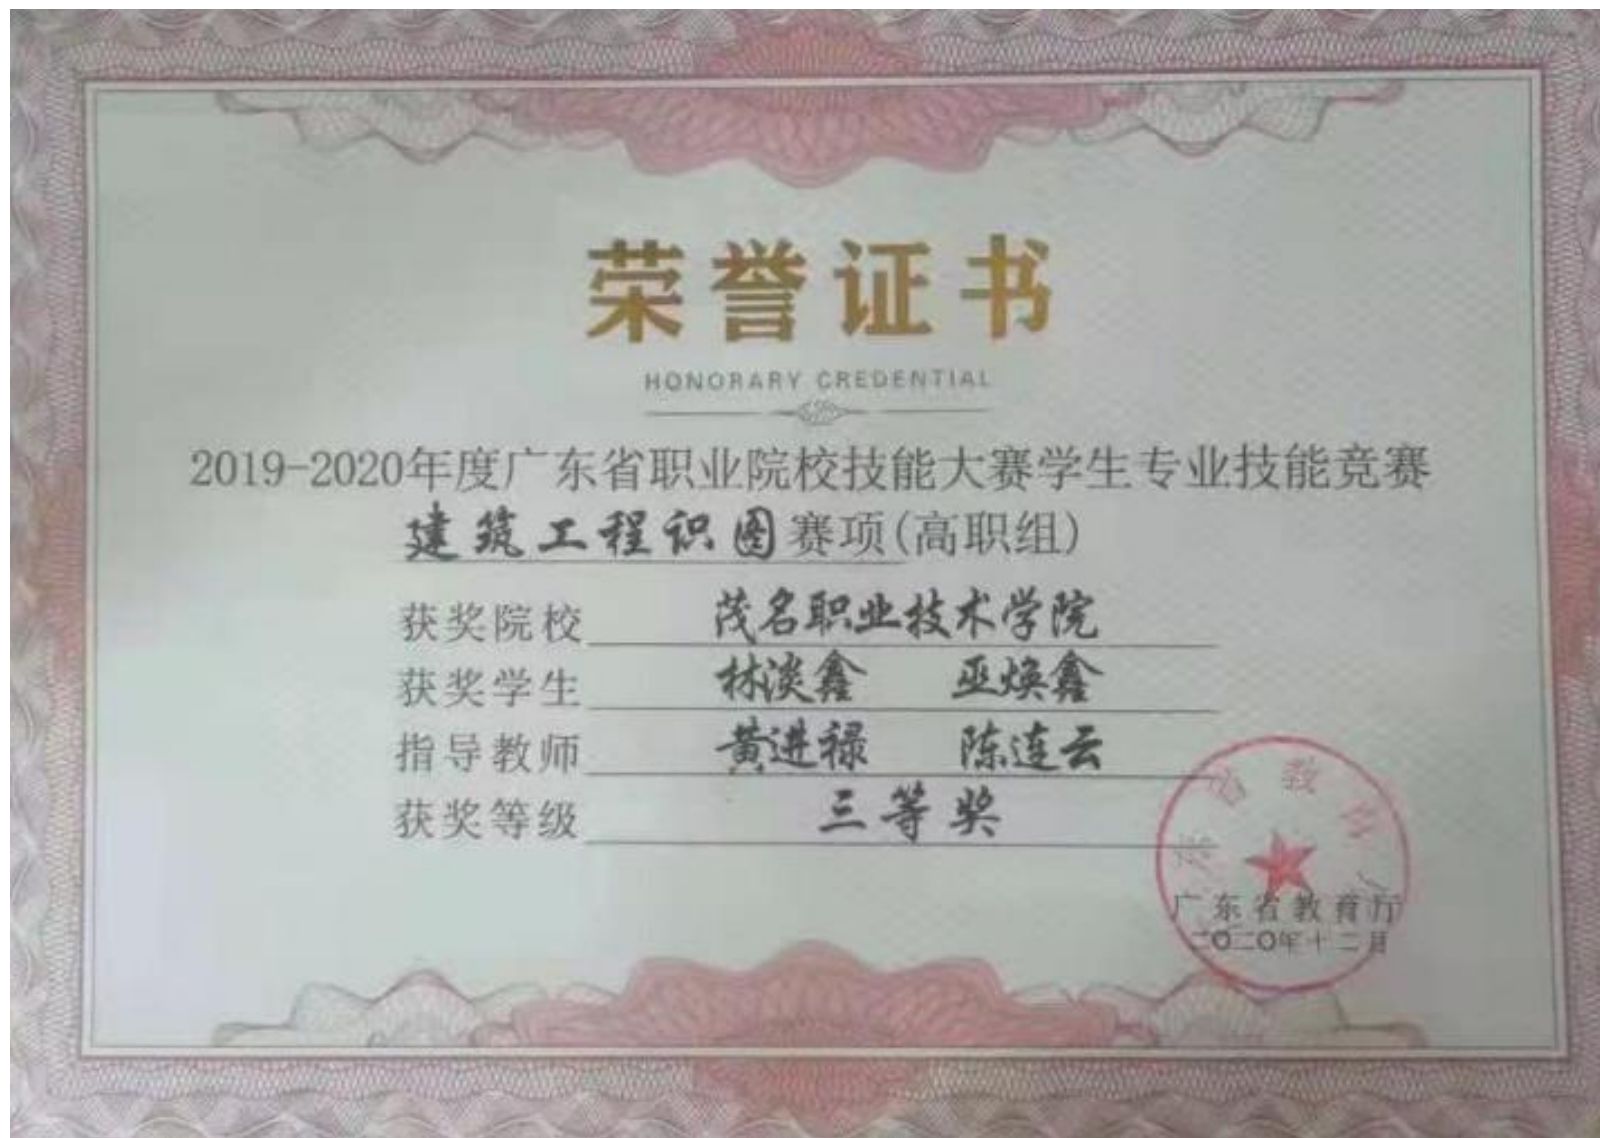 荣誉证书
HONORARY CREDENTIAL
2019-2020年度广东省职业院校技能大赛学生专业技能竞赛
建筑工程识图赛项(高职组)
获奖院校 茂名职业技术学院
获奖学生 林淡鑫 巫焕鑫
指导教师 黄进禄 陈连云
获奖等级 三等奖
东省教
广东省教育厅
二〇二〇年十二月